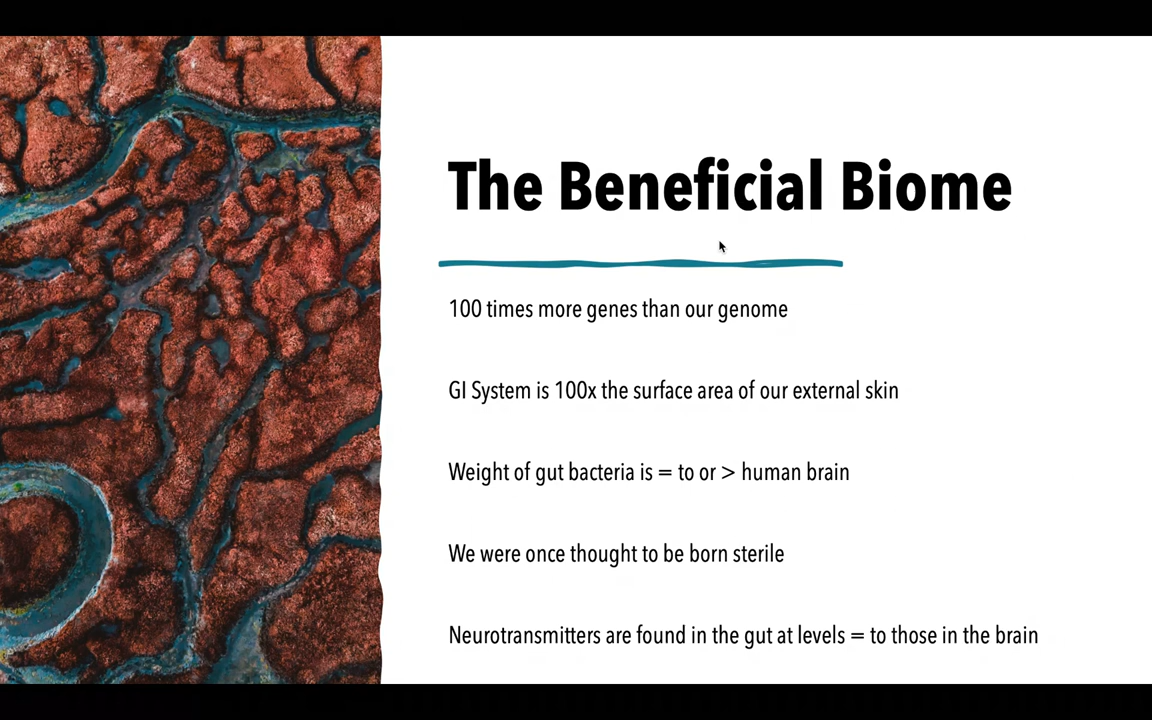 The Beneficial Biome
100 times more genes than our genome
GI System is 100x the surface area of our external skin
Weight of gut bacteria is = to or > human brain
We were once thought to be born sterile
Neurotransmitters are found in the gut at levels = to those in the brain